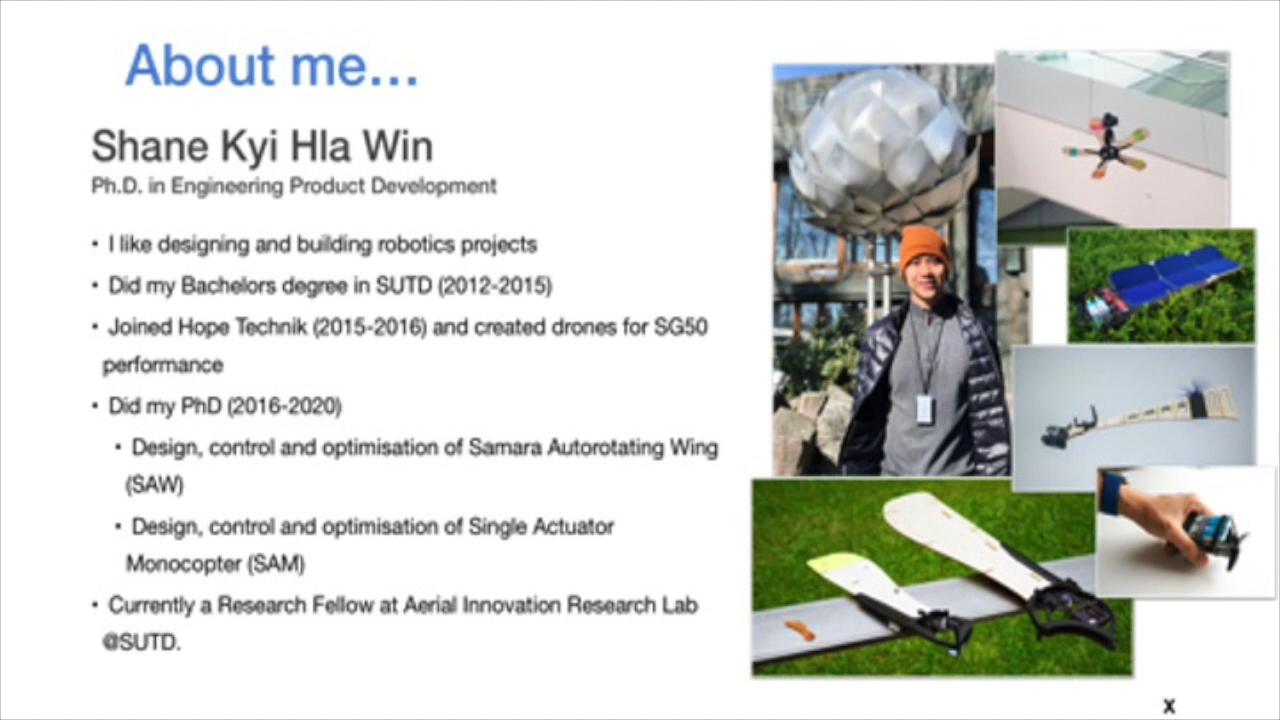 About me…
Shane Kyi Hla Win
Ph.D. in Engineering Product Development
• I like designing and building robotics projects
• Did my Bachelors degree in SUTD (2012-2015)
• Joined Hope Technik (2015-2016) and created drones for SG50
performance
• Did my PhD (2016-2020)
• Design, control and optimisation of Samara Autorotating Wing
(SAW)
• Design, control and optimisation of Single Actuator
Monocopter (SAM)
• Currently a Research Fellow at Aerial Innovation Research Lab
@SUTD.
X